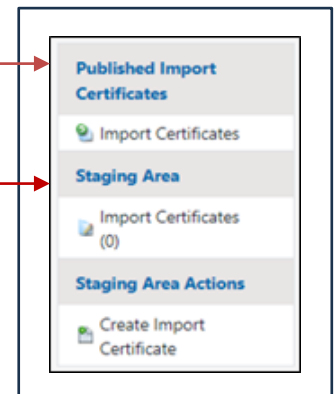 Published Import
Certificates
Import Certificates
Staging Area
Import Certificates
(0)
Staging Area Actions
Create Import
Certificate